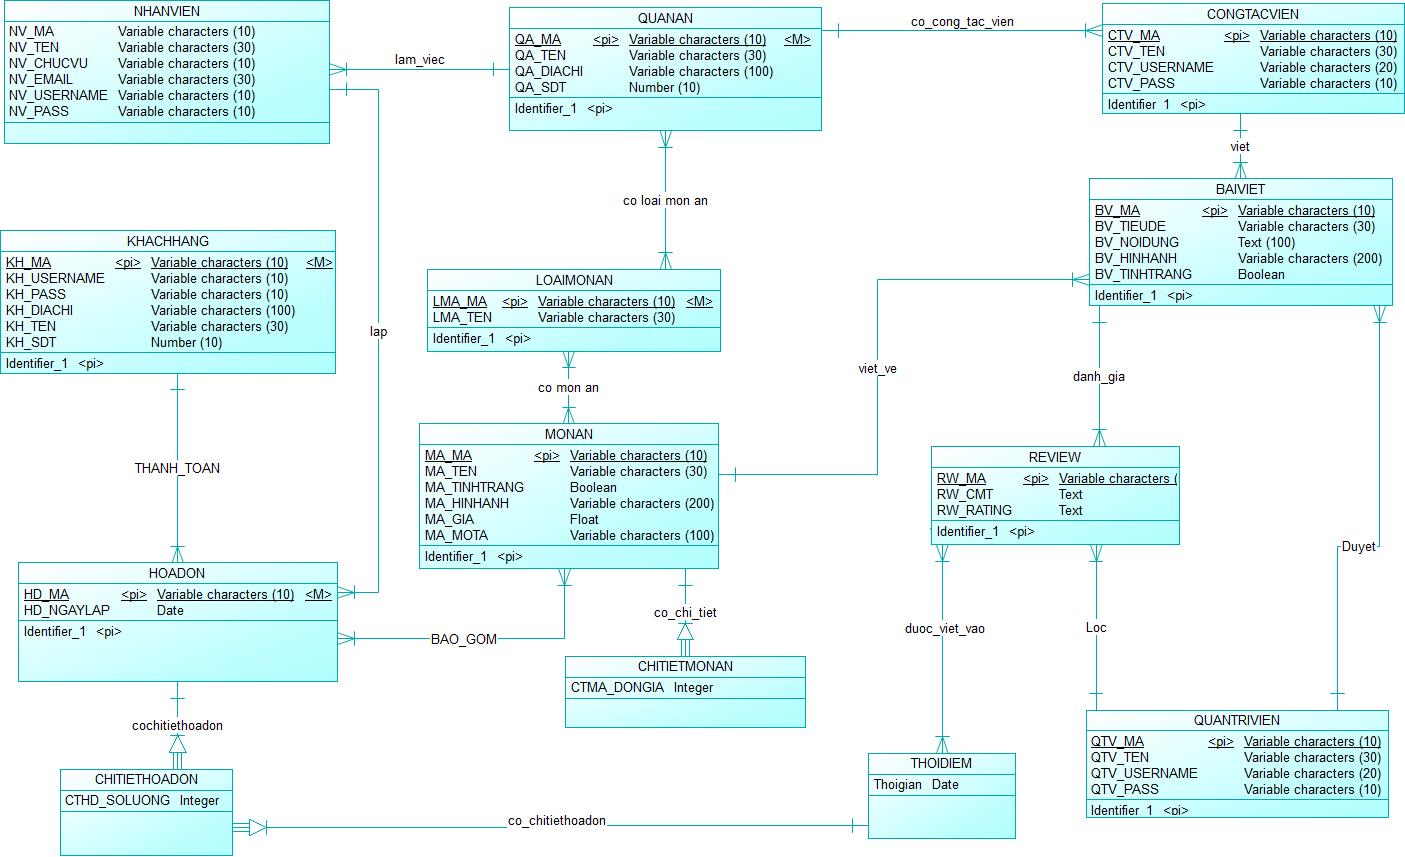 NHANVIEN
NV_MA Variable characters (10)
NV_TEN Variable characters (30)
NV_CHUCVU Variable characters (10)
NV_EMAIL Variable characters (30)
NV_USERNAME Variable characters (10)
NV_PASS Variable characters (10)
lam_viec
QUANAN
QA_MA <pi> Variable characters (10) <M>
QA_TEN Variable characters (30)
QA_DIACHI Variable characters (100)
QA_SDT Number (10)
Identifier_1 <pi>
co_cong_tac_vien
CONGTACVIEN
CTV_MA <pi> Variable characters (10)
CTV_TEN Variable characters (30)
CTV_USERNAME Variable characters (20)
CTV_PASS Variable characters (10)
Identifier 1 <pi>
viet
BAIVIET
BV_MA <pi> Variable characters (10)
BV_TIEUDE Variable characters (30)
BV_NOIDUNG Text (100)
BV_HINHANH Variable characters (200)
BV_TINHTRANG Boolean
Identifier_1 <pi>
co loai mon an
KHACHHANG
KH_MA <pi> Variable characters (10) <M>
KH_USERNAME Variable characters (10)
KH_PASS Variable characters (10)
KH_DIACHI Variable characters (100)
KH_TEN Variable characters (30)
KH_SDT Number (10)
Identifier_1 <pi>
lap
LOAIMONAN
LMA_MA <pi> Variable characters (10) <M>
LMA_TEN Variable characters (30)
Identifier_1 <pi>
co mon an
viet_ve
danh_gia
MONAN
MA_MA <pi> Variable characters (10)
MA_TEN Variable characters (30)
MA_TINHTRANG Boolean
MA_HINHANH Variable characters (200)
MA_GIA Float
MA_MOTA Variable characters (100)
Identifier_1 <pi>
THANH_TOAN
REVIEW
RW_MA <pi> Variable characters (
RW_CMT Text
RW_RATING Text
Identifier_1 <pi>
Duyet
HOADON
HD_MA <pi> Variable characters (10) <M>
HD_NGAYLAP Date
Identifier_1 <pi>
BAO_GOM
co_chi_tiet
duoc_viet_vao
Loc
CHITIETMONAN
CTMA_DONGIA Integer
cochitiethoadon
QUANTRIVIEN
QTV_MA <pi> Variable characters (10)
QTV_TEN Variable characters (30)
QTV_USERNAME Variable characters (20)
QTV_PASS Variable characters (10)
Identifier 1 <pi>
THOIDIEM
Thoigian Date
CHITIETHOADON
CTHD_SOLUONG Integer
co_chitiethoadon